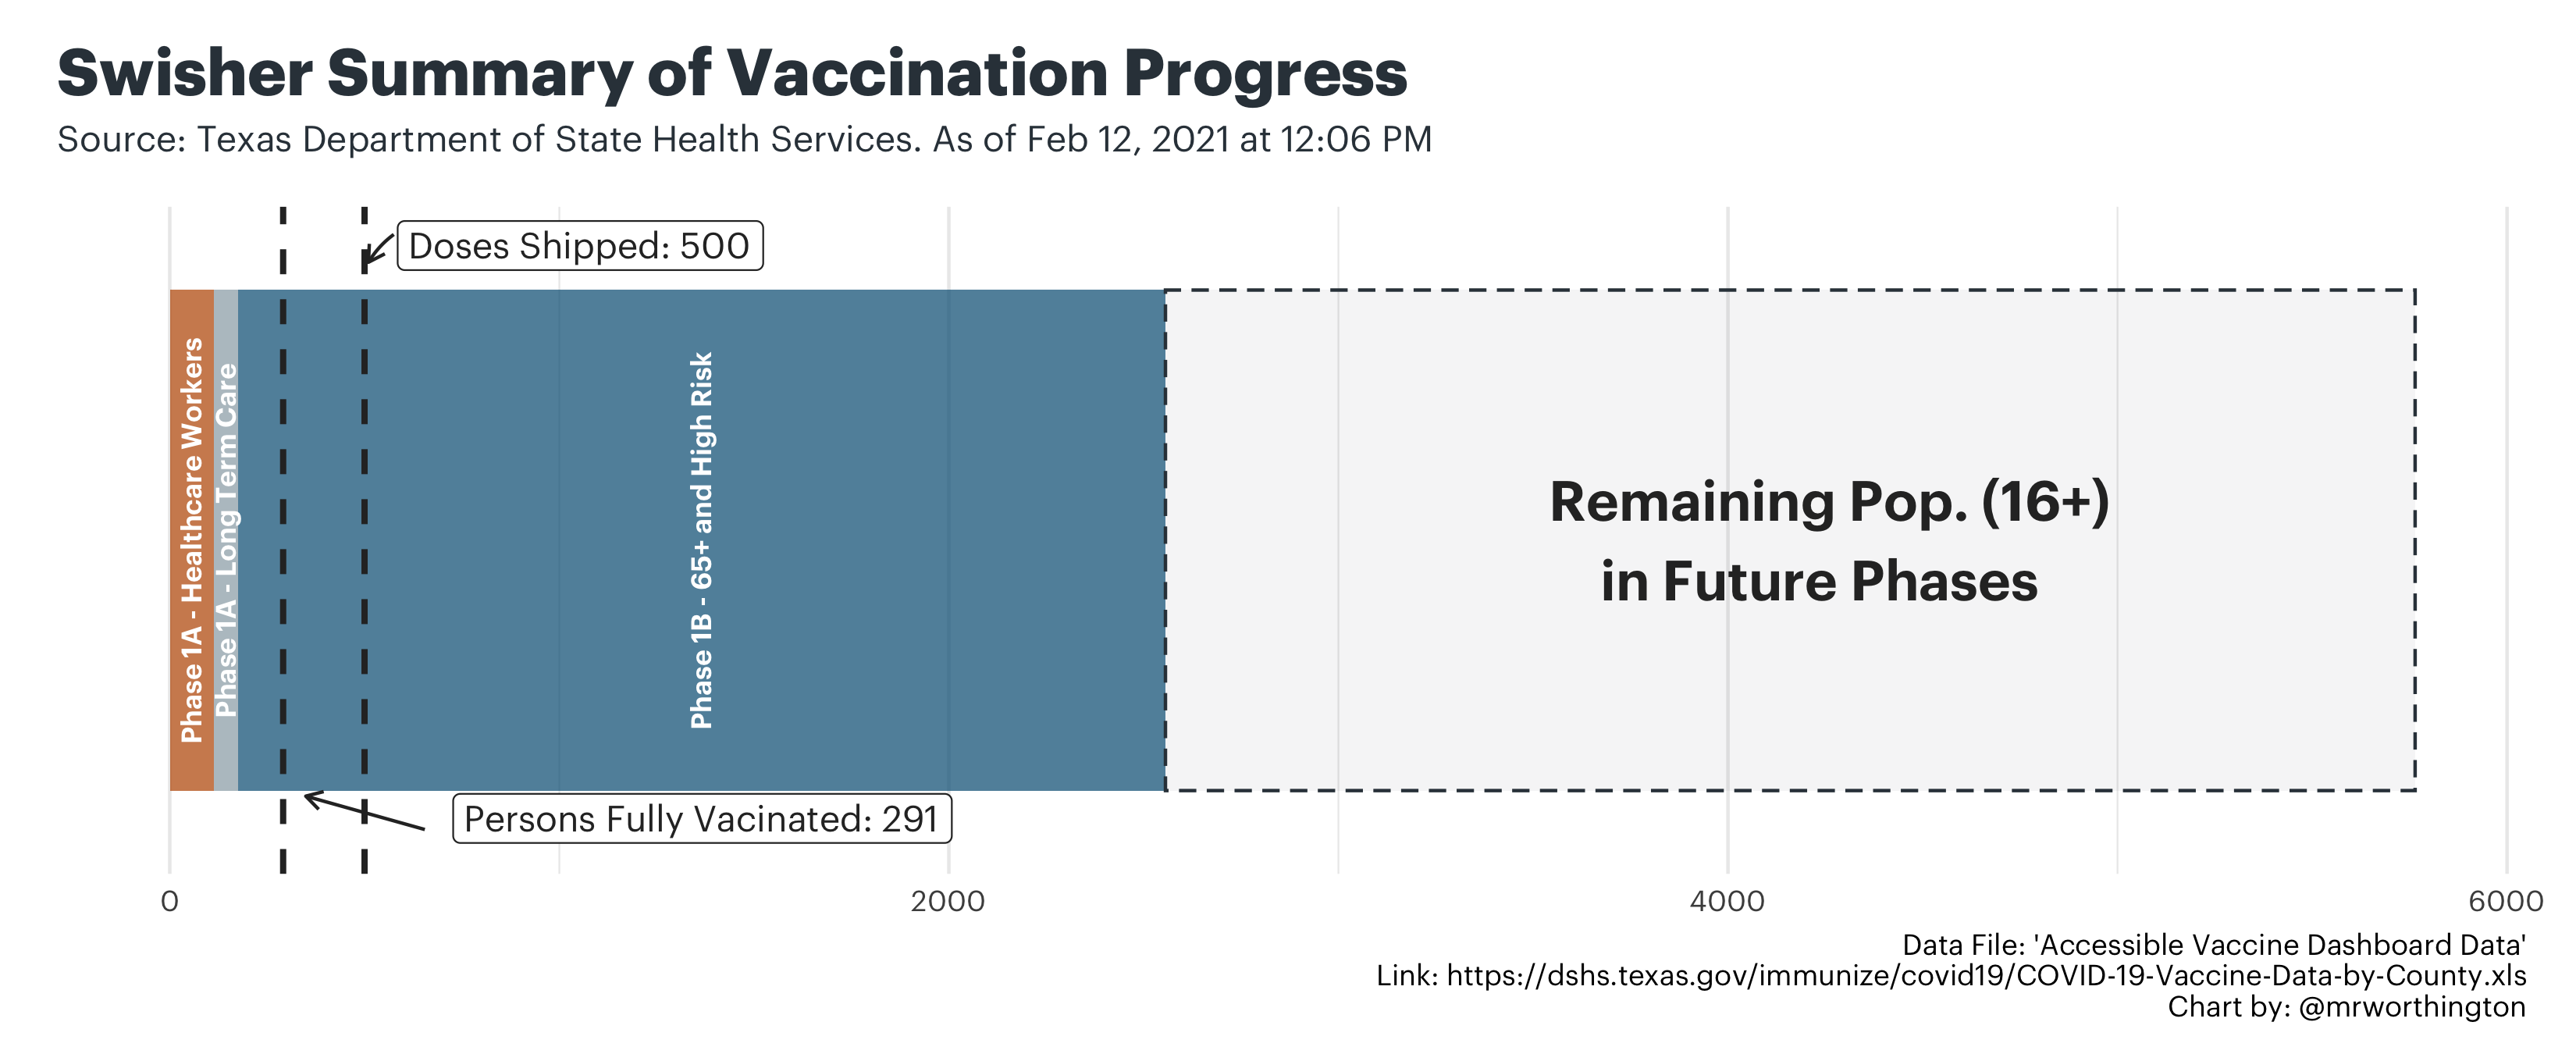 Swisher Summary of Vaccination Progress
Source: Texas Department of State Health Services. As of Feb 12, 2021 at 12:06 PM
Doses Shipped: 500
Phase 1A - Healthcare Workers
Phase 1A - Long Term Care
Phase 1B - 65+ and High Risk
Remaining Pop. (16+)
in Future Phases
Persons Fully Vacinated: 291
0 2000 4000 6000
Data File: 'Accessible Vaccine Dashboard Data'
Link: https://dshs.texas.gov/immunize/covid19/COVID-19-Vaccine-Data-by-County.xls
Chart by: @mrworthington